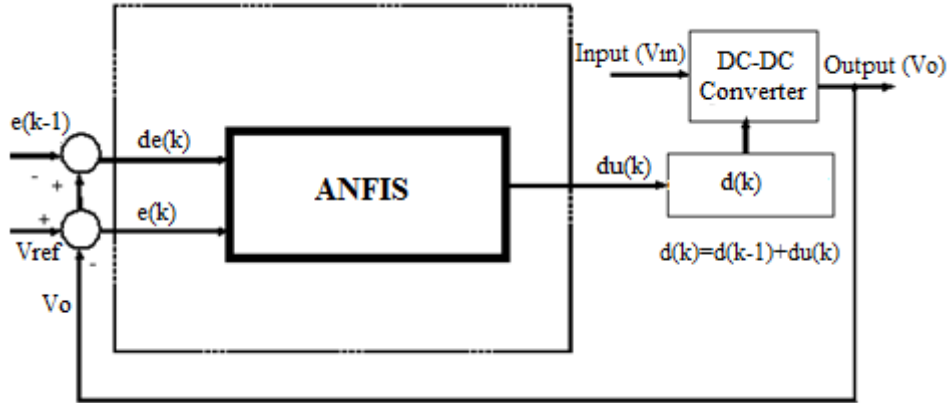 Input (Vin)
DC-DC
Converter
Output (Vo)
e(k-1)
-
+
de(k)
ANFIS
du(k)
d(k)
+
Vref
-
e(k)
d(k)=d(k-1)+du(k)
Vo